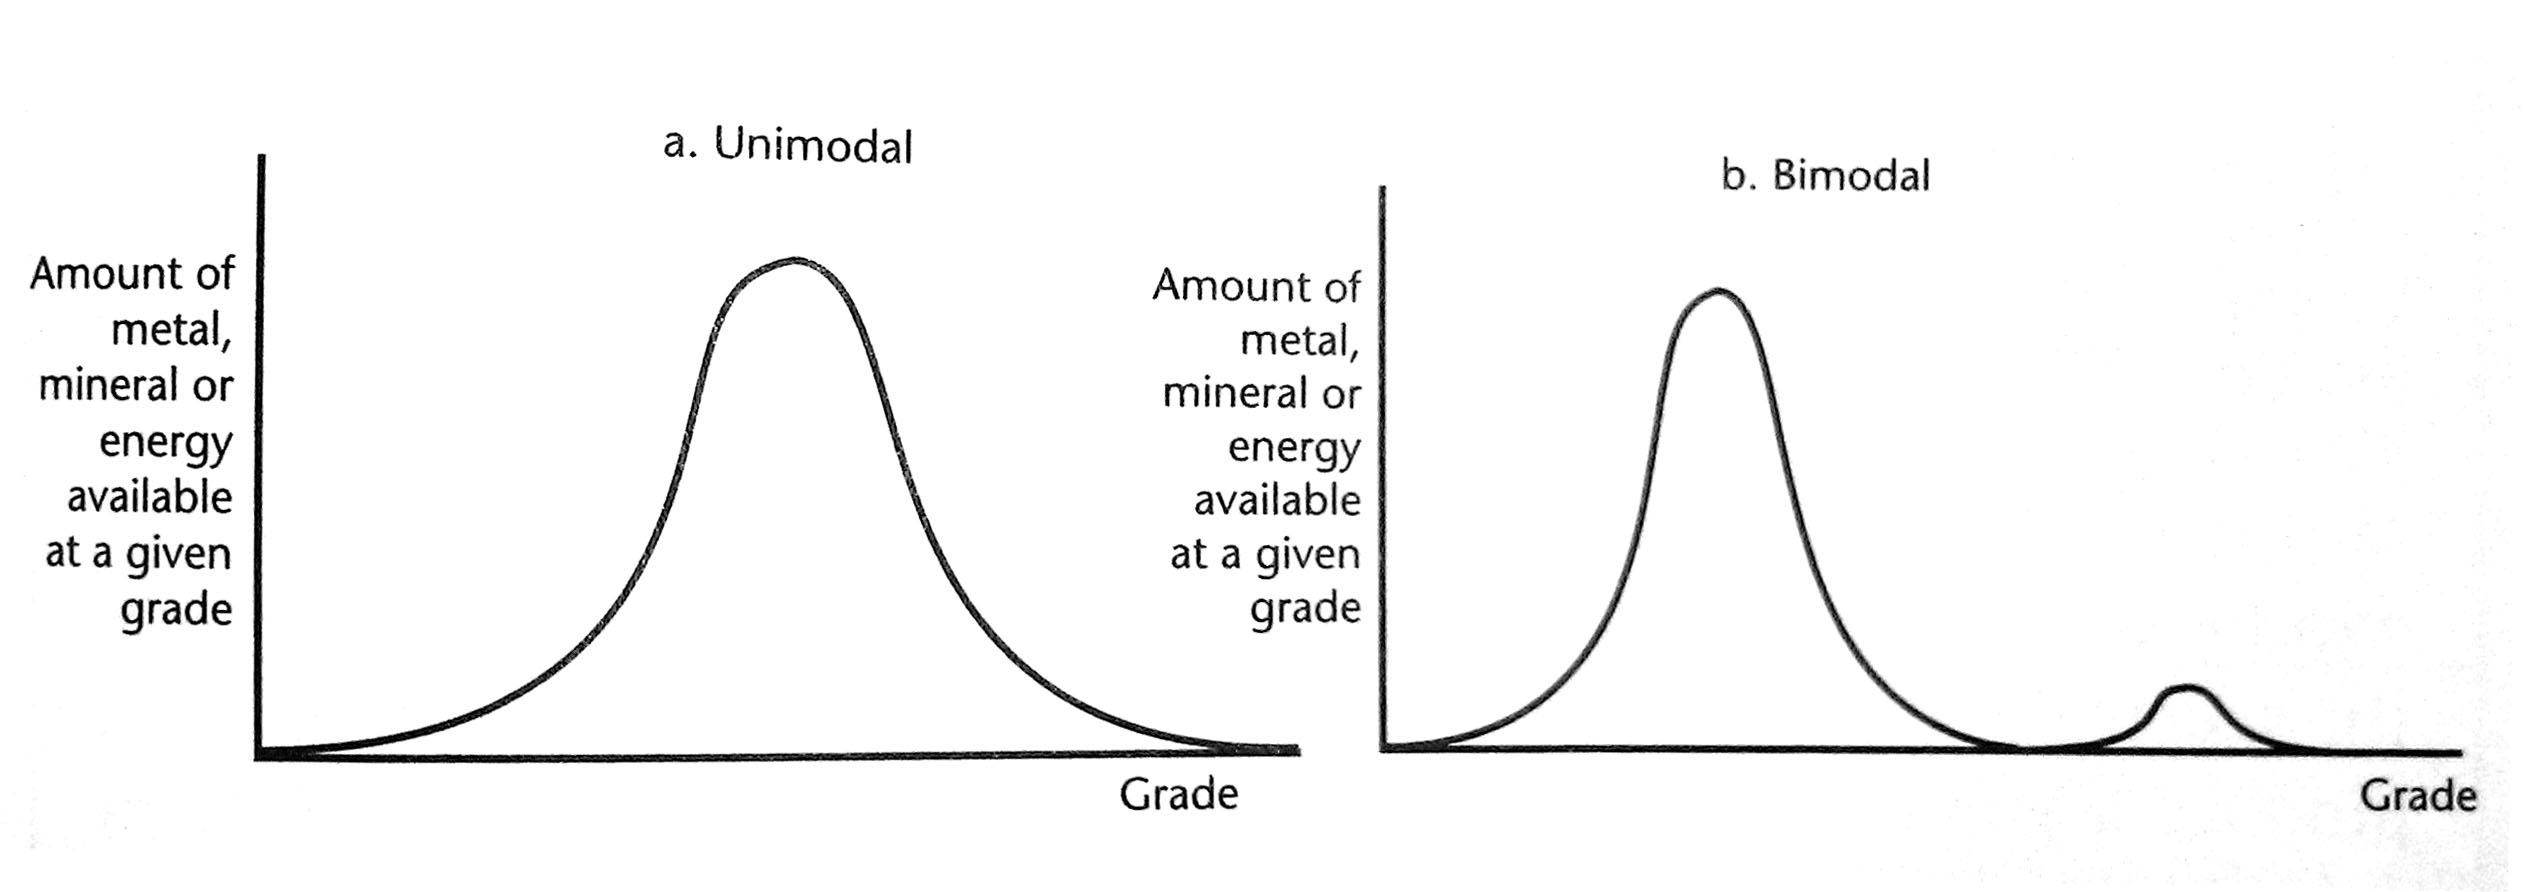 a. Unimodal
Amount of
metal,
mineral or
energy
available
at a given
grade
Grade
b. Bimodal
Amount of
metal,
mineral or
energy
available
at a given
grade
Grade